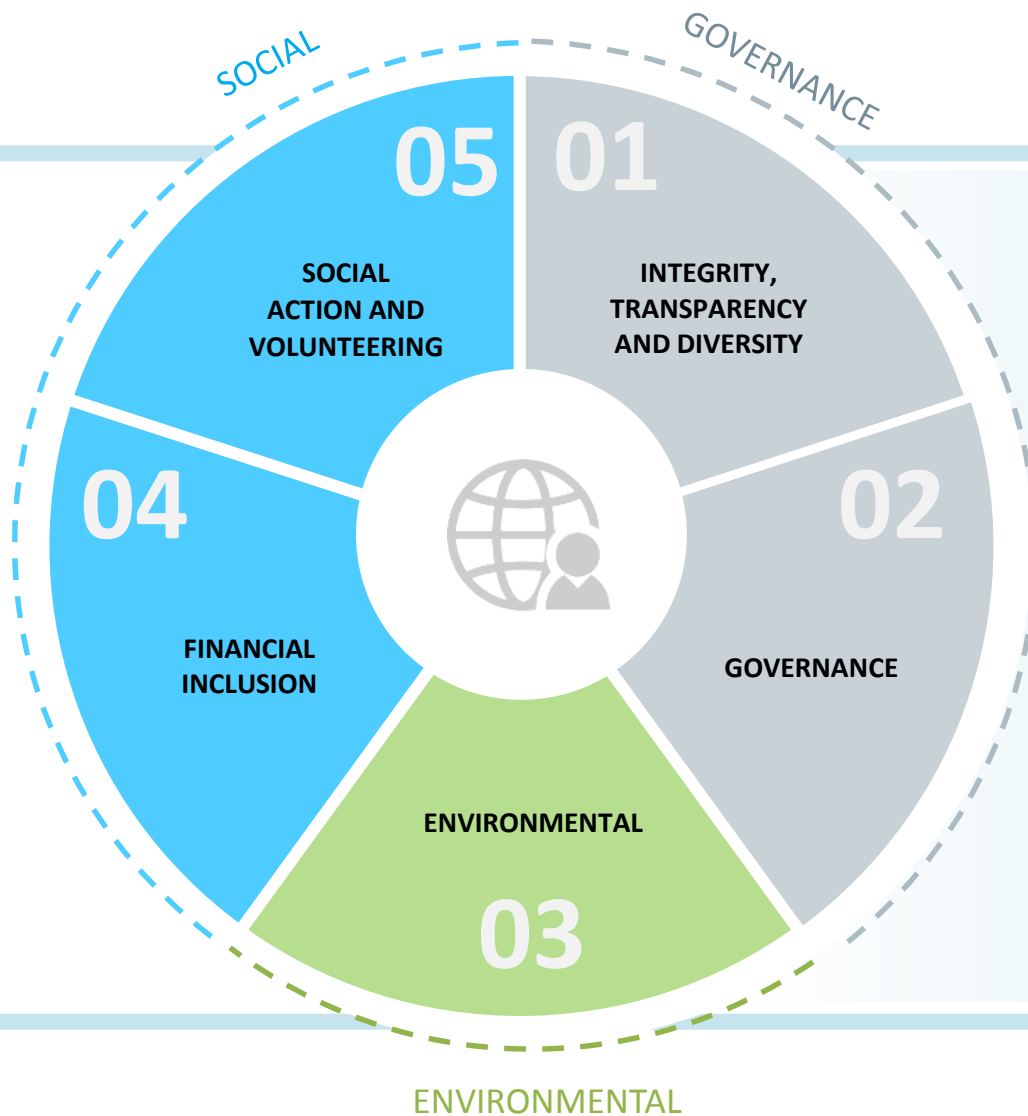 SOCIAL
GOVERNANCE
05
SOCIAL
ACTION AND
VOLUNTEERING
01
INTEGRITY,
TRANSPARENCY
AND DIVERSITY
04
FINANCIAL
INCLUSION
02
GOVERNANCE
ENVIRONMENTAL
03
ENVIRONMENTAL